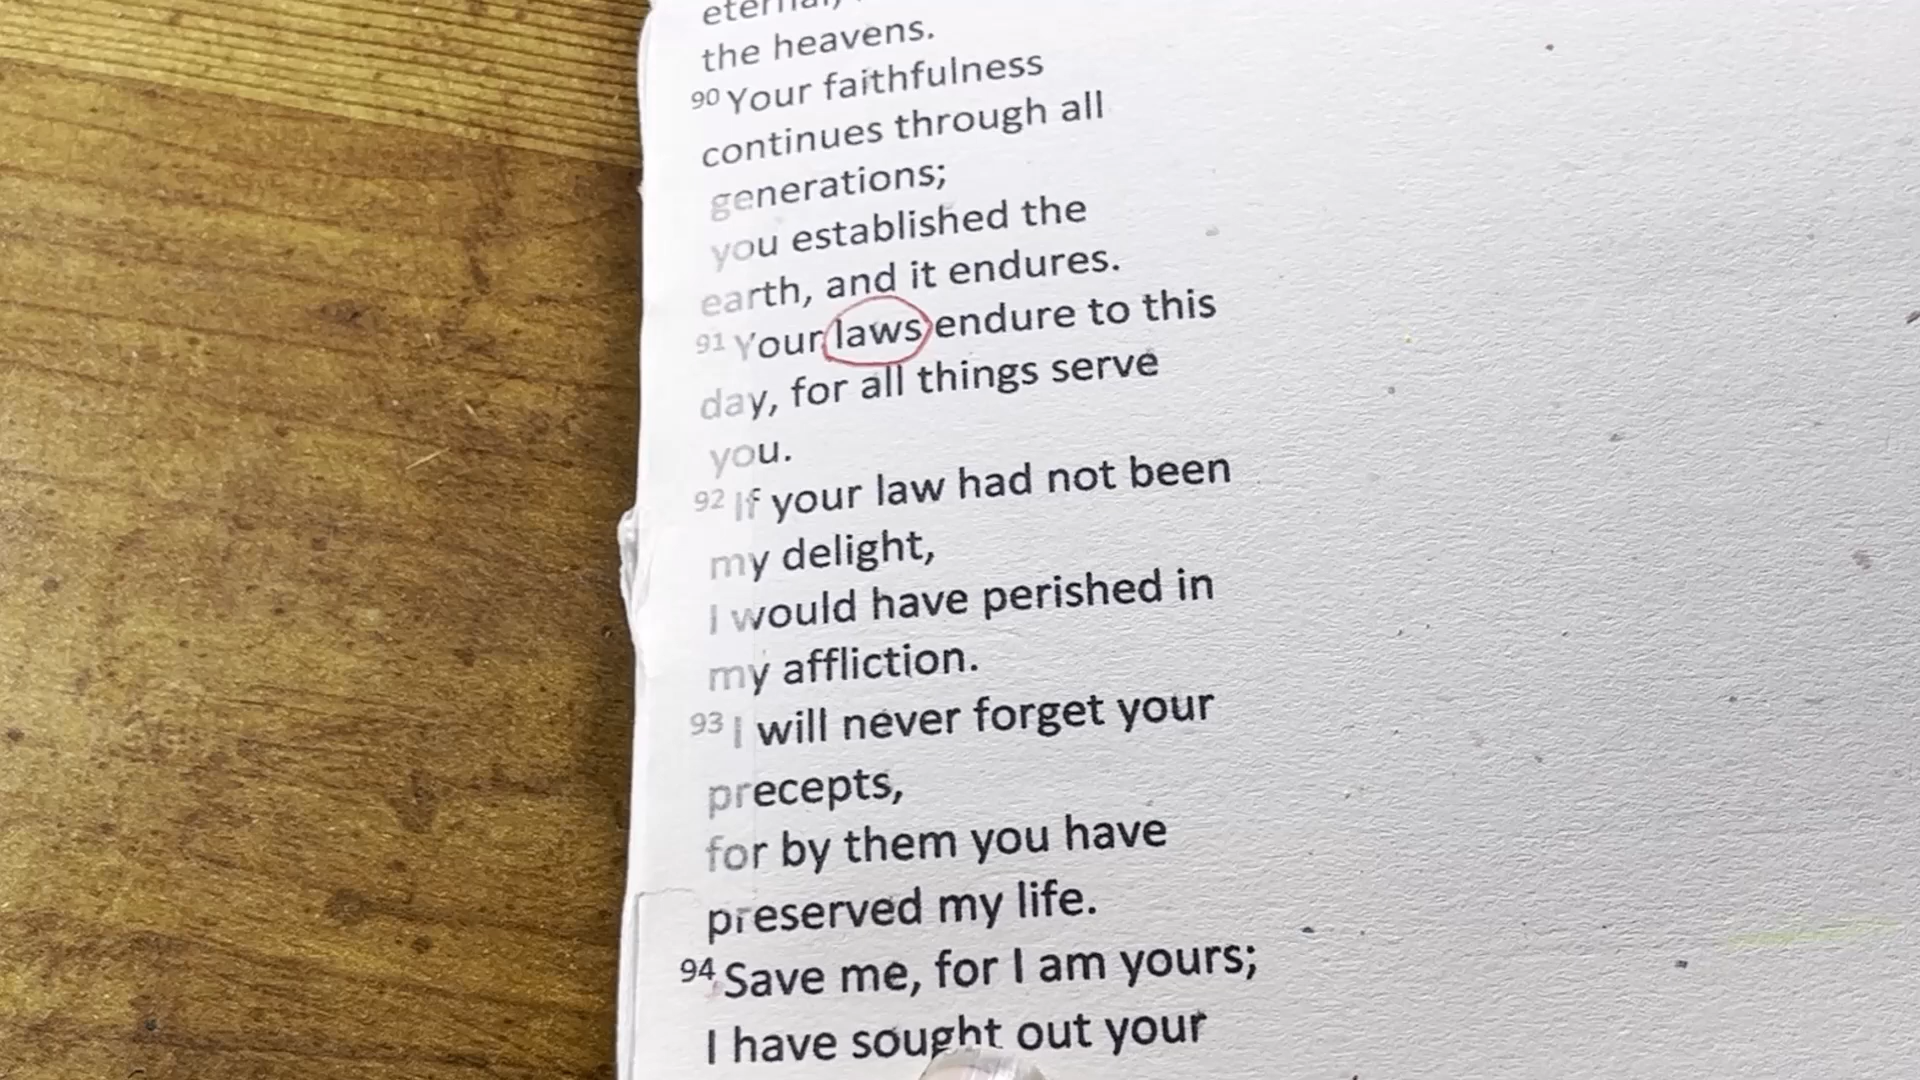 eternal,
the heavens.
90 Your faithfulness
continues through all
generations;
you established the
earth, and it endures.
91 Your laws endure to this
day, for all things serve
you.
92 If your law had not been
my delight,
I would have perished in
my affliction.
93 I will never forget your
precepts,
for by them you have
preserved my life.
94 Save me, for I am yours;
I have sought out your